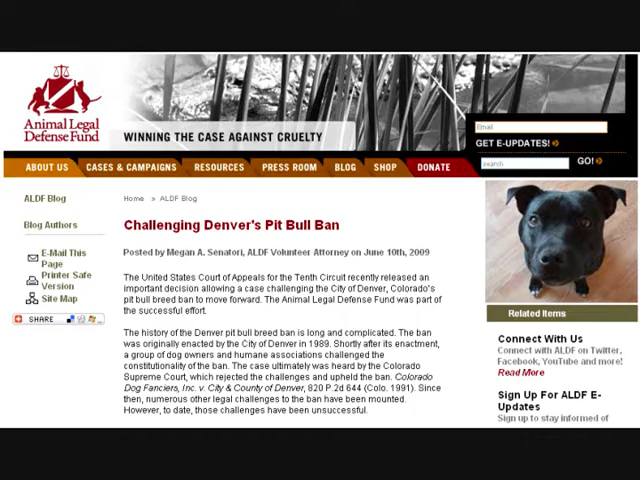 Animal Legal
Defense Fund
WINNING THE CASE AGAINST CRUELTY
Email
GET E-UPDATES!
search
GO!
ABOUT US
CASES & CAMPAIGNS
RESOURCES
PRESS ROOM
BLOG
SHOP
DONATE
ALDF Blog
Blog Authors
E-Mail This
Page
Printer Safe
Version
Site Map
SHARE
Home » ALDF Blog
Challenging Denver's Pit Bull Ban
Posted by Megan A. Senatori, ALDF Volunteer Attorney on June 10th, 2009
The United States Court of Appeals for the Tenth Circuit recently released an
important decision allowing a case challenging the City of Denver, Colorado's
pit bull breed ban to move forward. The Animal Legal Defense Fund was part of
the successful effort.
The history of the Denver pit bull breed ban is long and complicated. The ban
was originally enacted by the City of Denver in 1989. Shortly after its enactment,
a group of dog owners and humane associations challenged the
constitutionality of the ban. The case ultimately was heard by the Colorado
Supreme Court, which rejected the challenges and upheld the ban. Colorado
Dog Fanciers, Inc. v. City & County of Denver, 820 P.2d 644 (Colo. 1991). Since
then, numerous other legal challenges to the ban have been mounted.
However, to date, those challenges have been unsuccessful.
Related Items
Connect With Us
Connect with ALDF on Twitter,
Facebook, YouTube and more!
Read More
Sign Up For ALDF E-
Updates
Sign up to stay informed of